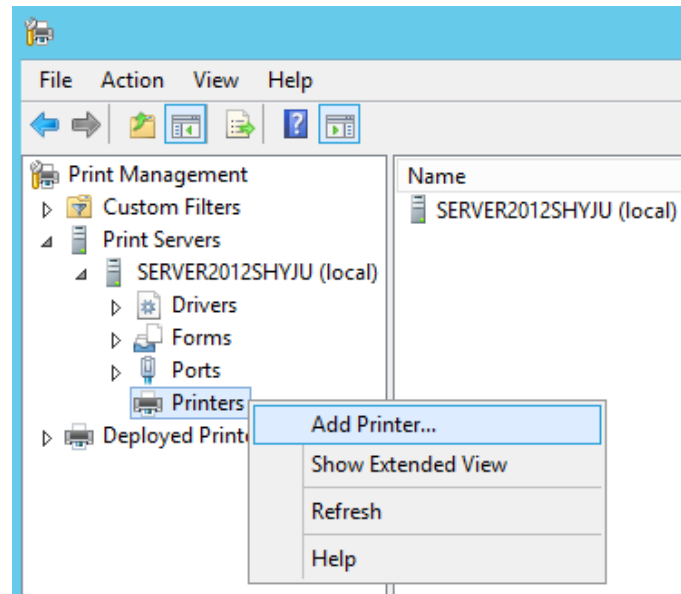 File Action View Help
Print Management
Custom Filters
Print Servers
SERVER2012SHYJU (local)
Drivers
Forms
Ports
Printers
Deployed Printe
Name
SERVER2012SHYJU (local)
Add Printer...
Show Extended View
Refresh
Help